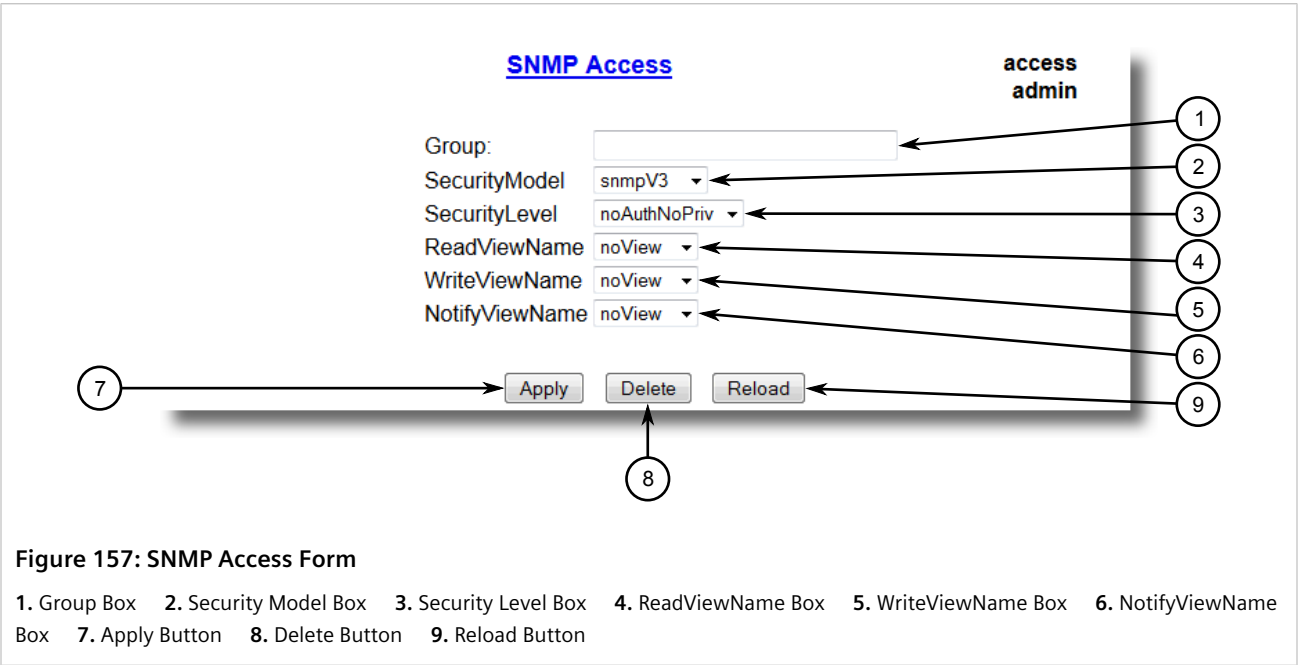 SNMP Access
access
admin
Group:
1
SecurityModel snmpV3
2
SecurityLevel noAuthNoPriv
3
ReadViewName noView
4
WriteViewName noView
5
NotifyViewName noView
6
7
Apply Delete Reload
9
8
Figure 157: SNMP Access Form
1. Group Box 2. Security Model Box 3. Security Level Box 4. ReadViewName Box 5. WriteViewName Box 6. NotifyViewName
Box 7. Apply Button 8. Delete Button 9. Reload Button